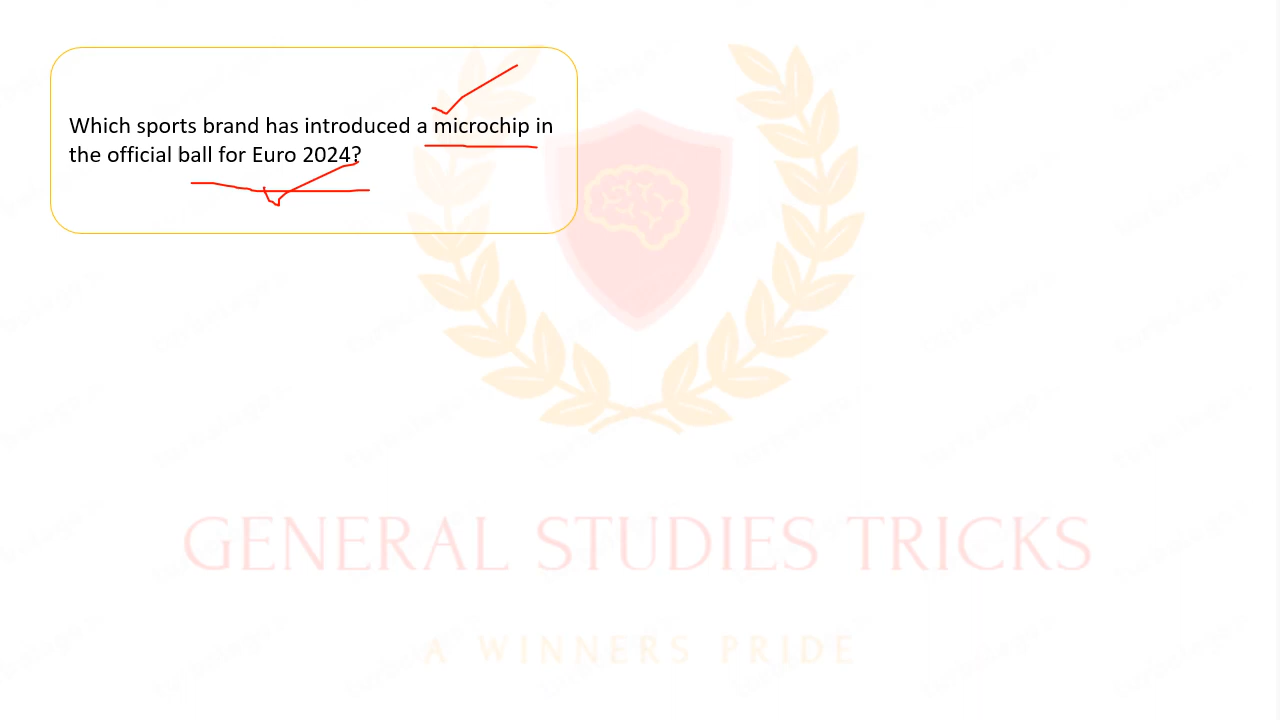 Which sports brand has introduced a microchip in
the official ball for Euro 2024?
GENERAL STUDIES TRICKS
A WINNERS PRIDE